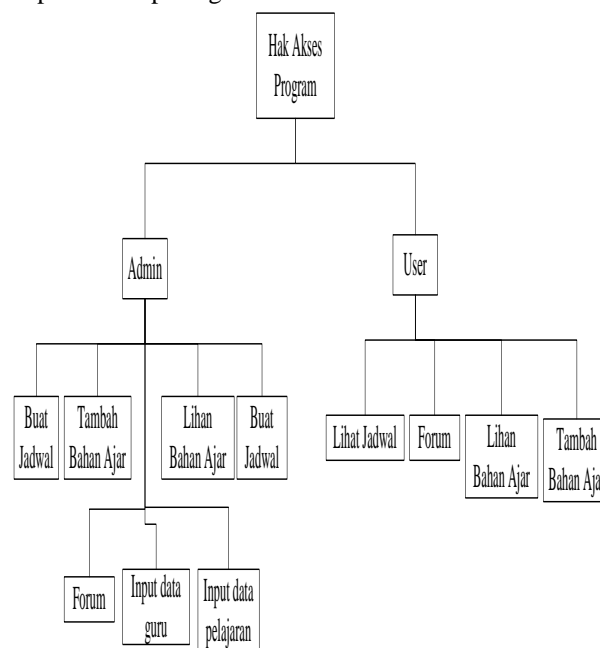 Hak Akses
Program
Admin
User
Buat
Jadwal
Tambah
Bahan Ajar
Lihan
Bahan Ajar
Buat
Jadwal
Lihat Jadwal
Forum
Lihan
Bahan Ajar
Tambah
Bahan Aja
Forum
Input data
guru
Input data
pelajaran